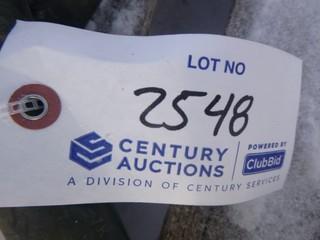 LOT NO
2548
CENTURY AUCTIONS
POWERED BY
ClubBid
A DIVISION OF CENTURY SERVICES